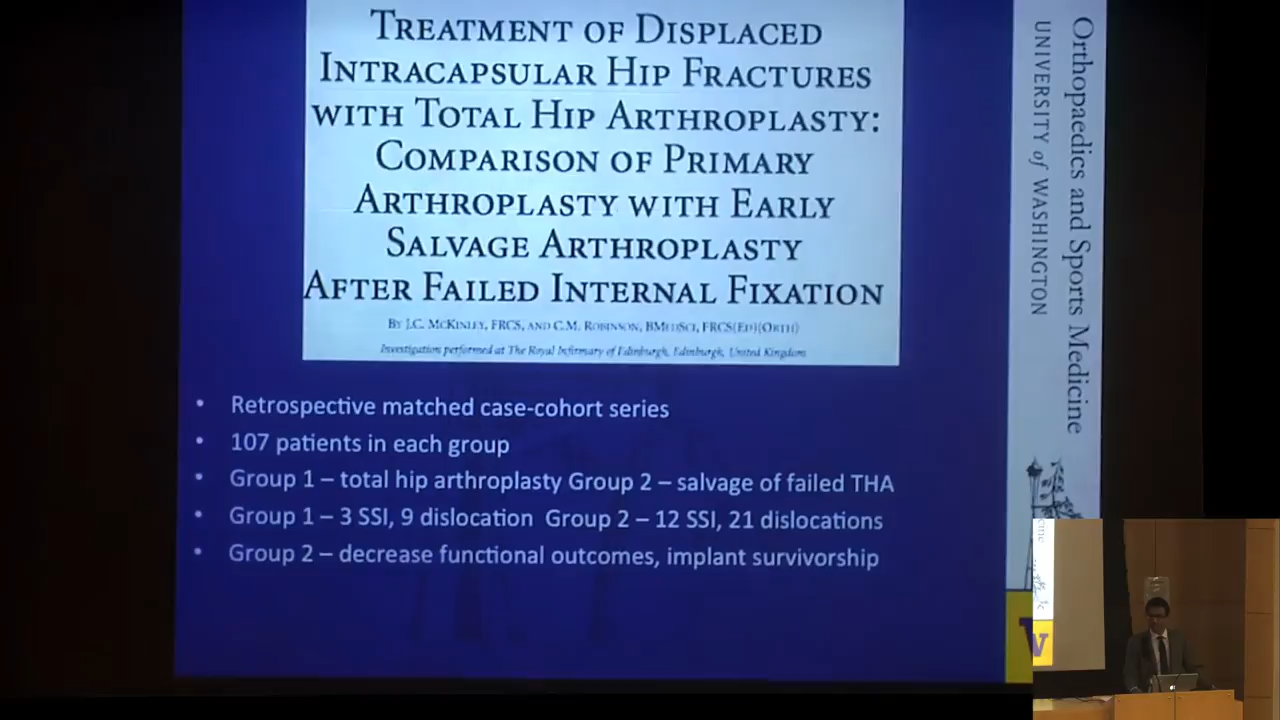 TREATMENT OF DISPLACED
INTRACAPSULAR HIP FRACTURES
WITH TOTAL HIP ARTHROPLASTY:
COMPARISON OF PRIMARY
ARTHROPLASTY WITH EARLY
SALVAGE ARTHROPLASTY
AFTER FAILED INTERNAL FIXATION
BY J.C. MCKINLEY, FRCS, AND C.M. ROBINSON, BMEDSCI, FRCS(ED)(ORTH)
Investigation performed at The Royal Infirmary of Edinburgh, Edinburgh, United Kingdom
• Retrospective matched case-cohort series
• 107 patients in each group
• Group 1 – total hip arthroplasty Group 2 – salvage of failed THA
• Group 1 – 3 SSI, 9 dislocation Group 2 – 12 SSI, 21 dislocations
• Group 2 – decrease functional outcomes, implant survivorship
Orthopaedics and Sports Medicine
UNIVERSITY of WASHINGTON
W